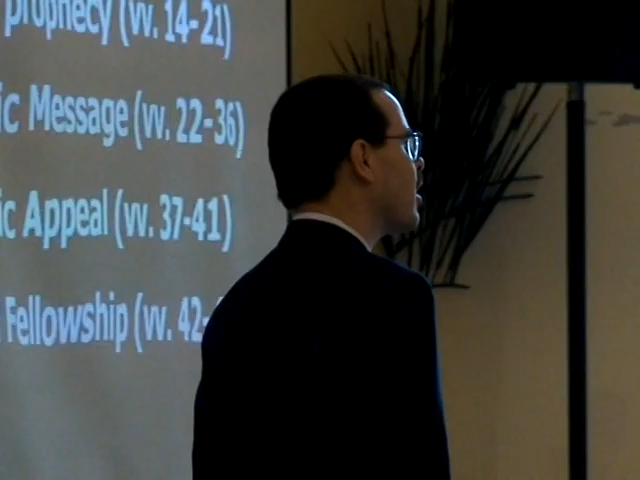 prophecy (vv. 14-21)
ic Message (vv. 22-36)
ic Appeal (vv. 37-41)
Fellowship (vv. 42-